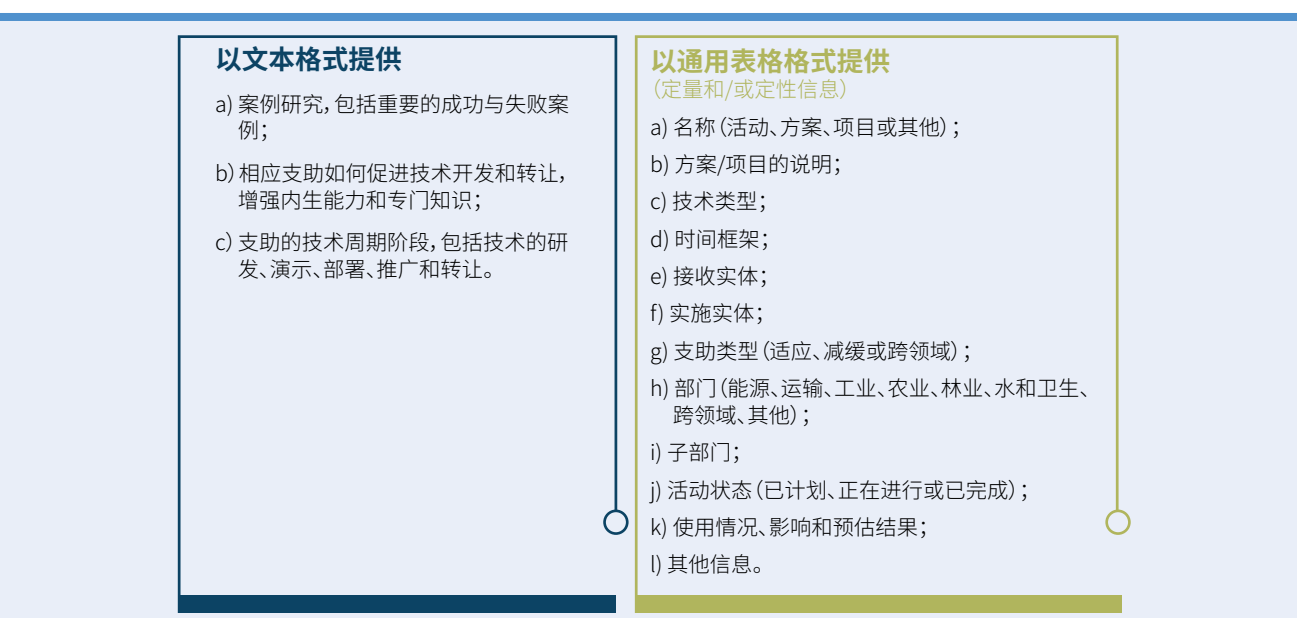 以文本格式提供
a) 案例研究，包括重要的成功与失败案
例；
b) 相应支助如何促进技术开发和转让，
增强内生能力和专门知识；
c) 支助的技术周期阶段，包括技术的研
发、演示、部署、推广和转让。
以通用表格格式提供
（定量和/或定性信息）
a) 名称（活动、方案、项目或其他）；
b) 方案/项目的说明；
c) 技术类型；
d) 时间框架；
e) 接收实体；
f) 实施实体；
g) 支助类型（适应、减缓或跨领域）；
h) 部门（能源、运输、工业、农业、林业、水和卫生、
跨领域、其他）；
i) 子部门；
j) 活动状态（已计划、正在进行或已完成）；
k) 使用情况、影响和预估结果；
l) 其他信息。